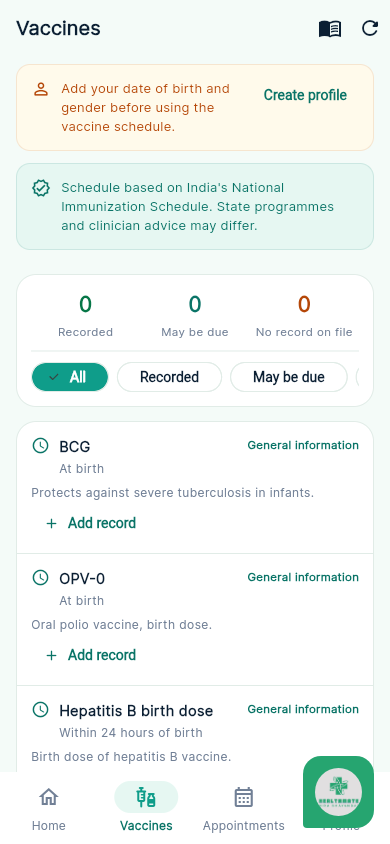 Vaccines
Add your date of birth and
gender before using the
vaccine schedule.
Create profile
Schedule based on India's National
Immunization Schedule. State programmes
and clinician advice may differ.
0 0 0
Recorded May be due No record on file
All Recorded May be due
BCG General information
At birth
Protects against severe tuberculosis in infants.
+ Add record
OPV-0 General information
At birth
Oral polio vaccine, birth dose.
+ Add record
Hepatitis B birth dose General information
Within 24 hours of birth
Birth dose of hepatitis B vaccine.
Home Vaccines Appointments